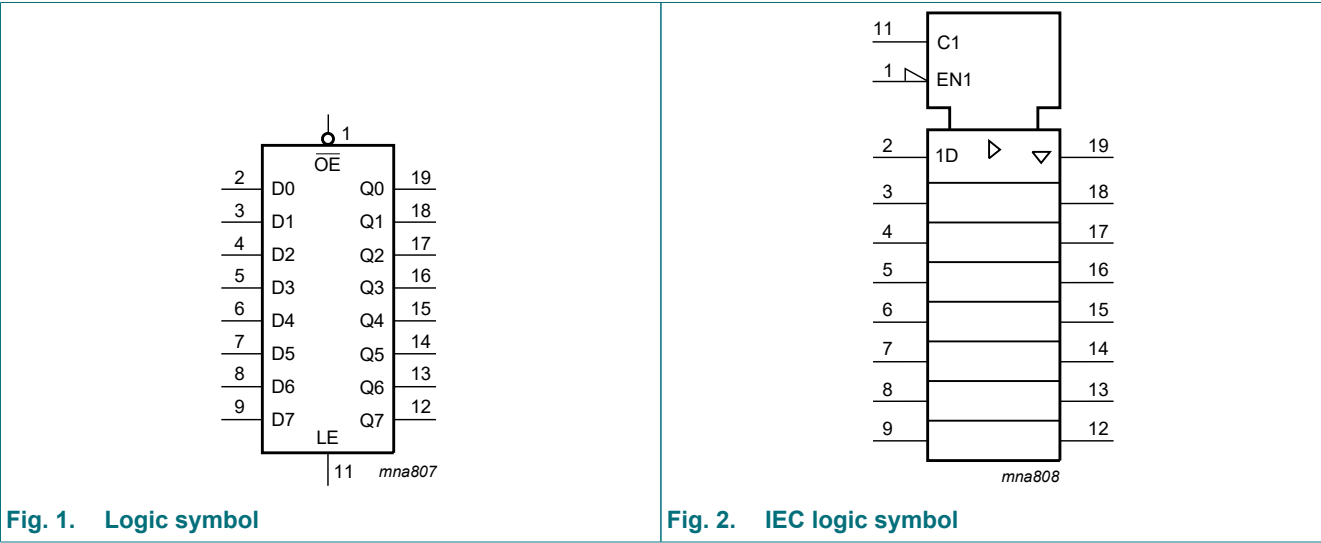 1
OE
2 D0 Q0 19
3 D1 Q1 18
4 D2 Q2 17
5 D3 Q3 16
6 D4 Q4 15
7 D5 Q5 14
8 D6 Q6 13
9 D7 Q7 12
LE
11 mna807
Fig. 1. Logic symbol
11 C1
1 EN1
2 1D 19
3 18
4 17
5 16
6 15
7 14
8 13
9 12
mna808
Fig. 2. IEC logic symbol